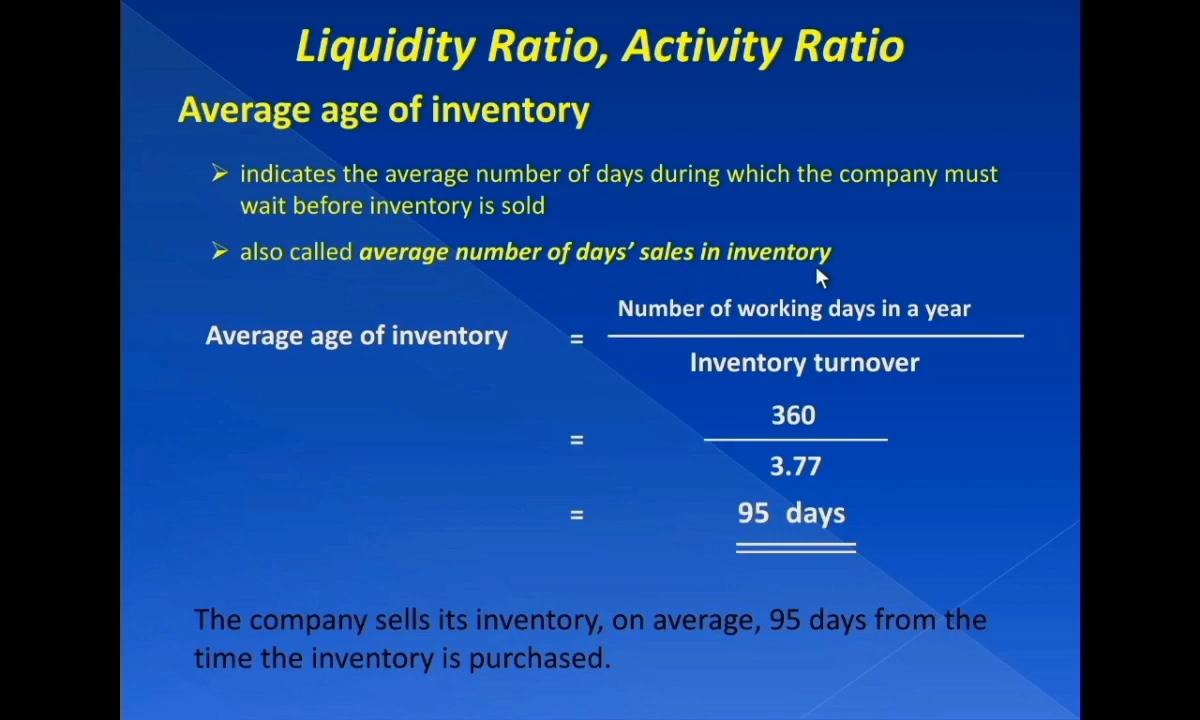 Liquidity Ratio, Activity Ratio
Average age of inventory
➢ indicates the average number of days during which the company must
wait before inventory is sold
➢ also called average number of days’ sales in inventory
Number of working days in a year
Average age of inventory =
Inventory turnover
360
=
3.77
= 95 days
The company sells its inventory, on average, 95 days from the
time the inventory is purchased.